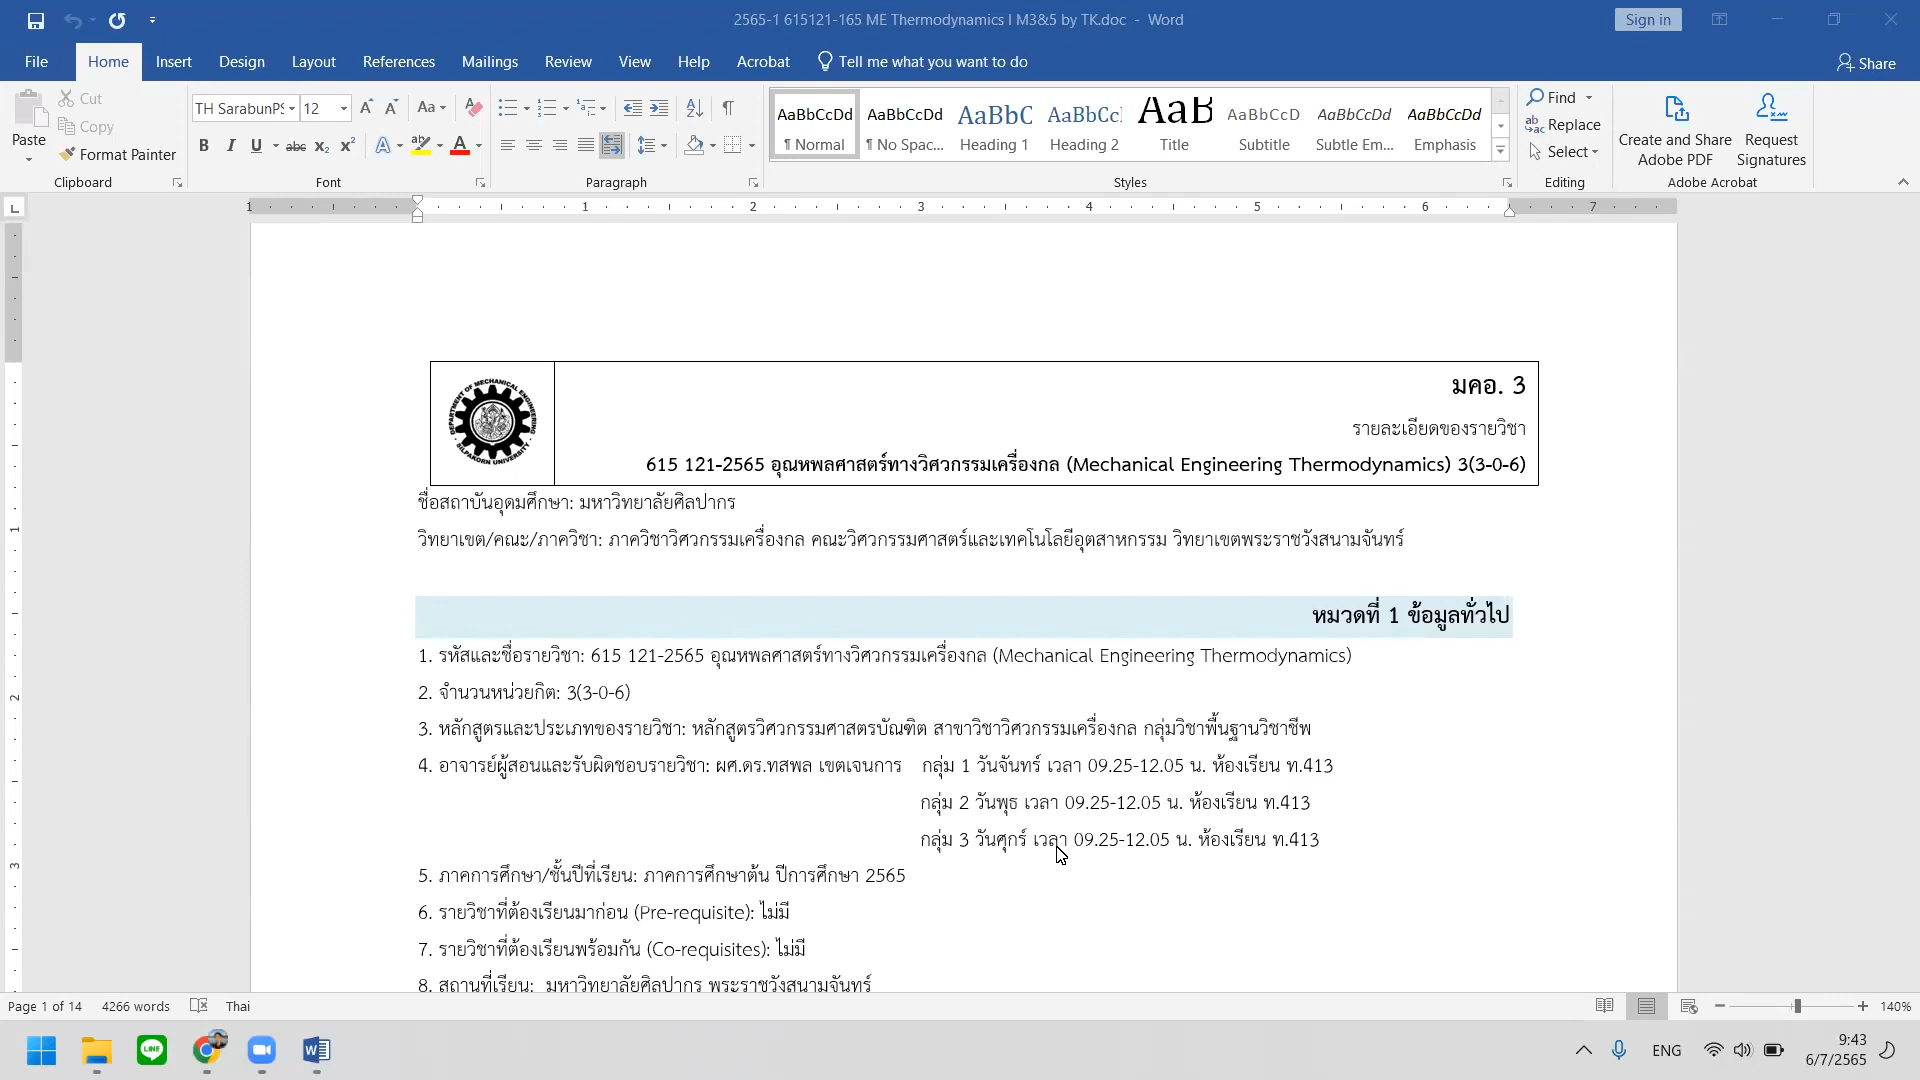 2565-1 615121-165 ME Thermodynamics I M3&5 by TK.doc - Word
Sign in
File Home Insert Design Layout References Mailings Review View Help Acrobat Tell me what you want to do Share
Paste
Cut
Copy
Format Painter
Clipboard
TH SarabunPS 12
Font
Paragraph
AaBbCcDd AaBbCcDd AaBbC AaBbCcl AaB AaBbCcD AaBbCcDd AaBbCcDd
¶ Normal ¶ No Spac... Heading 1 Heading 2 Title Subtitle Subtle Em... Emphasis
Styles
Find
Replace
Select
Editing
Create and Share Adobe PDF
Request Signatures
Adobe Acrobat
1 1 2 3 4 5 6 7
DEPARTMENT OF MECHANICAL ENGINEERING
SILPAKORN UNIVERSITY
มคอ. 3
รายละเอียดของรายวิชา
615 121-2565 อุณหพลศาสตร์ทางวิศวกรรมเครื่องกล (Mechanical Engineering Thermodynamics) 3(3-0-6)
ชื่อสถาบันอุดมศึกษา: มหาวิทยาลัยศิลปากร
วิทยาเขต/คณะ/ภาควิชา: ภาควิชาวิศวกรรมเครื่องกล คณะวิศวกรรมศาสตร์และเทคโนโลยีอุตสาหกรรม วิทยาเขตพระราชวังสนามจันทร์
หมวดที่ 1 ข้อมูลทั่วไป
1. รหัสและชื่อรายวิชา: 615 121-2565 อุณหพลศาสตร์ทางวิศวกรรมเครื่องกล (Mechanical Engineering Thermodynamics)
2. จำนวนหน่วยกิต: 3(3-0-6)
3. หลักสูตรและประเภทของรายวิชา: หลักสูตรวิศวกรรมศาสตรบัณฑิต สาขาวิชาวิศวกรรมเครื่องกล กลุ่มวิชาพื้นฐานวิชาชีพ
4. อาจารย์ผู้สอนและรับผิดชอบรายวิชา: ผศ.ดร.ทสพล เขตเจนการ กลุ่ม 1 วันจันทร์ เวลา 09.25-12.05 น. ห้องเรียน ท.413
กลุ่ม 2 วันพุธ เวลา 09.25-12.05 น. ห้องเรียน ท.413
กลุ่ม 3 วันศุกร์ เวลา 09.25-12.05 น. ห้องเรียน ท.413
5. ภาคการศึกษา/ชั้นปีที่เรียน: ภาคการศึกษาต้น ปีการศึกษา 2565
6. รายวิชาที่ต้องเรียนมาก่อน (Pre-requisite): ไม่มี
7. รายวิชาที่ต้องเรียนพร้อมกัน (Co-requisites): ไม่มี
8. สถานที่เรียน: มหาวิทยาลัยศิลปากร พระราชวังสนามจันทร์
Page 1 of 14 4266 words Thai 140%
LINE
ENG
9:43
6/7/2565